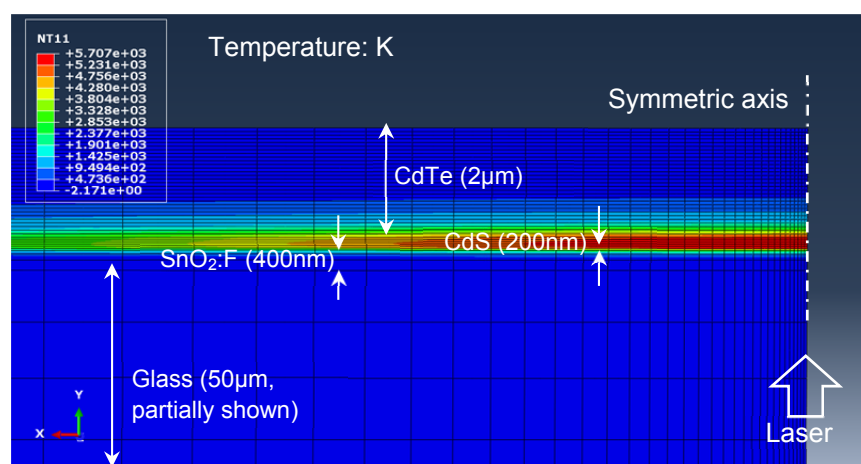 NT11
+5.707e+03
+5.231e+03
+4.756e+03
+4.280e+03
+3.804e+03
+3.328e+03
+2.853e+03
+2.377e+03
+1.901e+03
+1.425e+03
+9.494e+02
+4.736e+02
-2.171e+00
Temperature: K
Symmetric axis
CdTe (2μm)
CdS (200nm)
SnO₂:F (400nm)
Glass (50μm,
partially shown)
Y
X
Laser